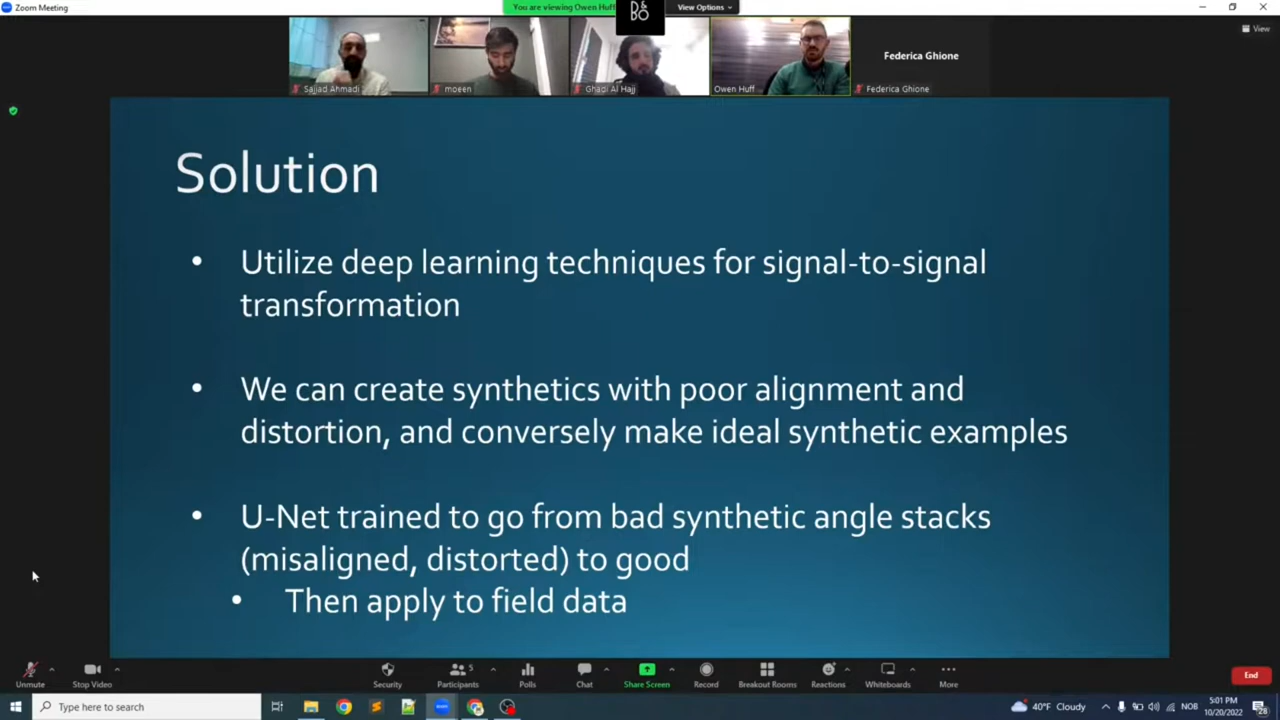 Zoom Meeting
You are viewing Owen Huff
View Options
B&O
View
Sajjad Ahmadi
moeen
Ghadi Al Hajj
Owen Huff
Federica Ghione
Federica Ghione
Solution
• Utilize deep learning techniques for signal-to-signal
transformation
• We can create synthetics with poor alignment and
distortion, and conversely make ideal synthetic examples
• U-Net trained to go from bad synthetic angle stacks
(misaligned, distorted) to good
• Then apply to field data
Unmute
Stop Video
Security
5
Participants
Polls
Chat
Share Screen
Record
Breakout Rooms
Reactions
Whiteboards
More
End
Type here to search
40°F Cloudy
NOB
5:01 PM
10/20/2022
28